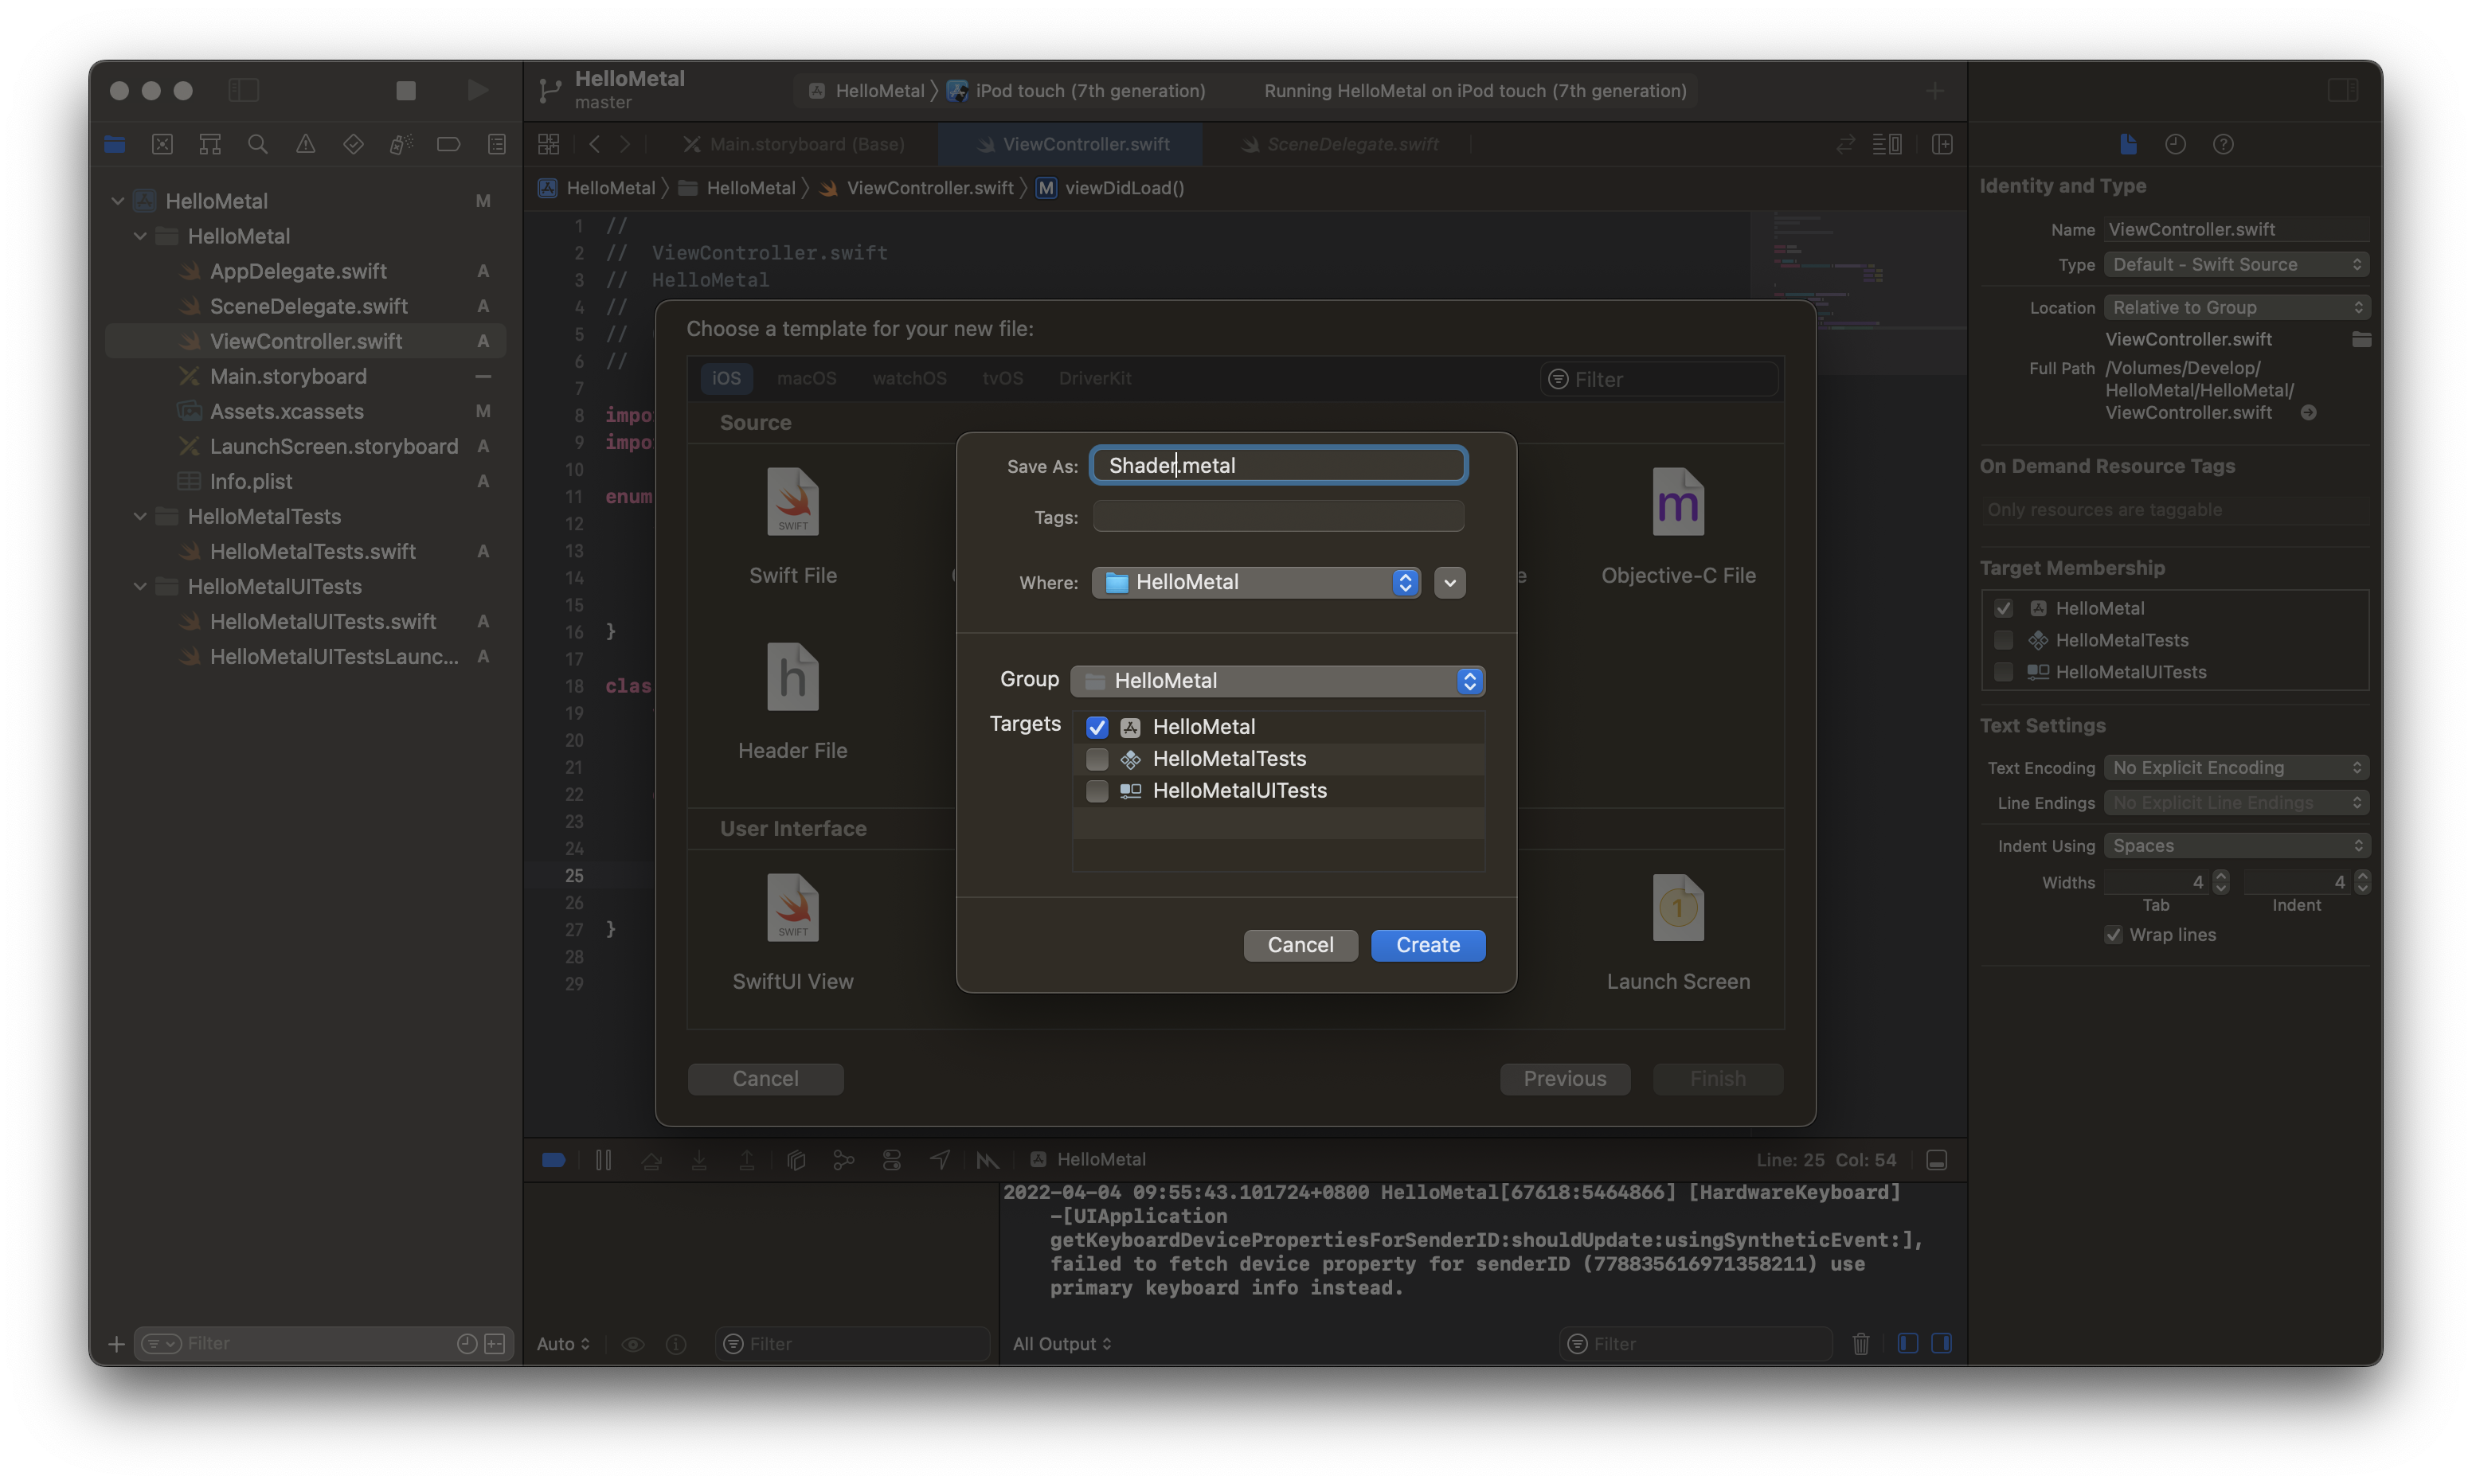 HelloMetal
master
HelloMetal
iPod touch (7th generation)
Running HelloMetal on iPod touch (7th generation)
Main.storyboard (Base)
ViewController.swift
SceneDelegate.swift
HelloMetal
HelloMetal
ViewController.swift
M viewDidLoad()
HelloMetal M
HelloMetal
AppDelegate.swift A
SceneDelegate.swift A
ViewController.swift A
Main.storyboard —
Assets.xcassets M
LaunchScreen.storyboard A
Info.plist A
HelloMetalTests
HelloMetalTests.swift A
HelloMetalUITests
HelloMetalUITests.swift A
HelloMetalUITestsLaunc... A
Filter
1 //
2 // ViewController.swift
3 // HelloMetal
4 //
5 //
6 //
7
8 impo
9 impo
10
11 enum
12
13
14
15
16 }
17
18 clas
19
20
21
22
23
24
25
26
27 }
28
29
Choose a template for your new file:
iOS macOS watchOS tvOS DriverKit
Filter
Source
SWIFT
Swift File
m
Objective-C File
h
Header File
User Interface
SWIFT
SwiftUI View
1
Launch Screen
Cancel
Previous
Finish
Save As: Shader.metal
Tags:
Where: HelloMetal
Group HelloMetal
Targets HelloMetal
HelloMetalTests
HelloMetalUITests
Cancel
Create
HelloMetal
Line: 25 Col: 54
2022-04-04 09:55:43.101724+0800 HelloMetal[67618:5464866] [HardwareKeyboard]
-[UIApplication
getKeyboardDevicePropertiesForSenderID:shouldUpdate:usingSyntheticEvent:],
failed to fetch device property for senderID (778835616971358211) use
primary keyboard info instead.
Auto
Filter
All Output
Filter
Identity and Type
Name ViewController.swift
Type Default - Swift Source
Location Relative to Group
ViewController.swift
Full Path /Volumes/Develop/
HelloMetal/HelloMetal/
ViewController.swift
On Demand Resource Tags
Only resources are taggable
Target Membership
HelloMetal
HelloMetalTests
HelloMetalUITests
Text Settings
Text Encoding No Explicit Encoding
Line Endings No Explicit Line Endings
Indent Using Spaces
Widths 4 4
Tab Indent
Wrap lines